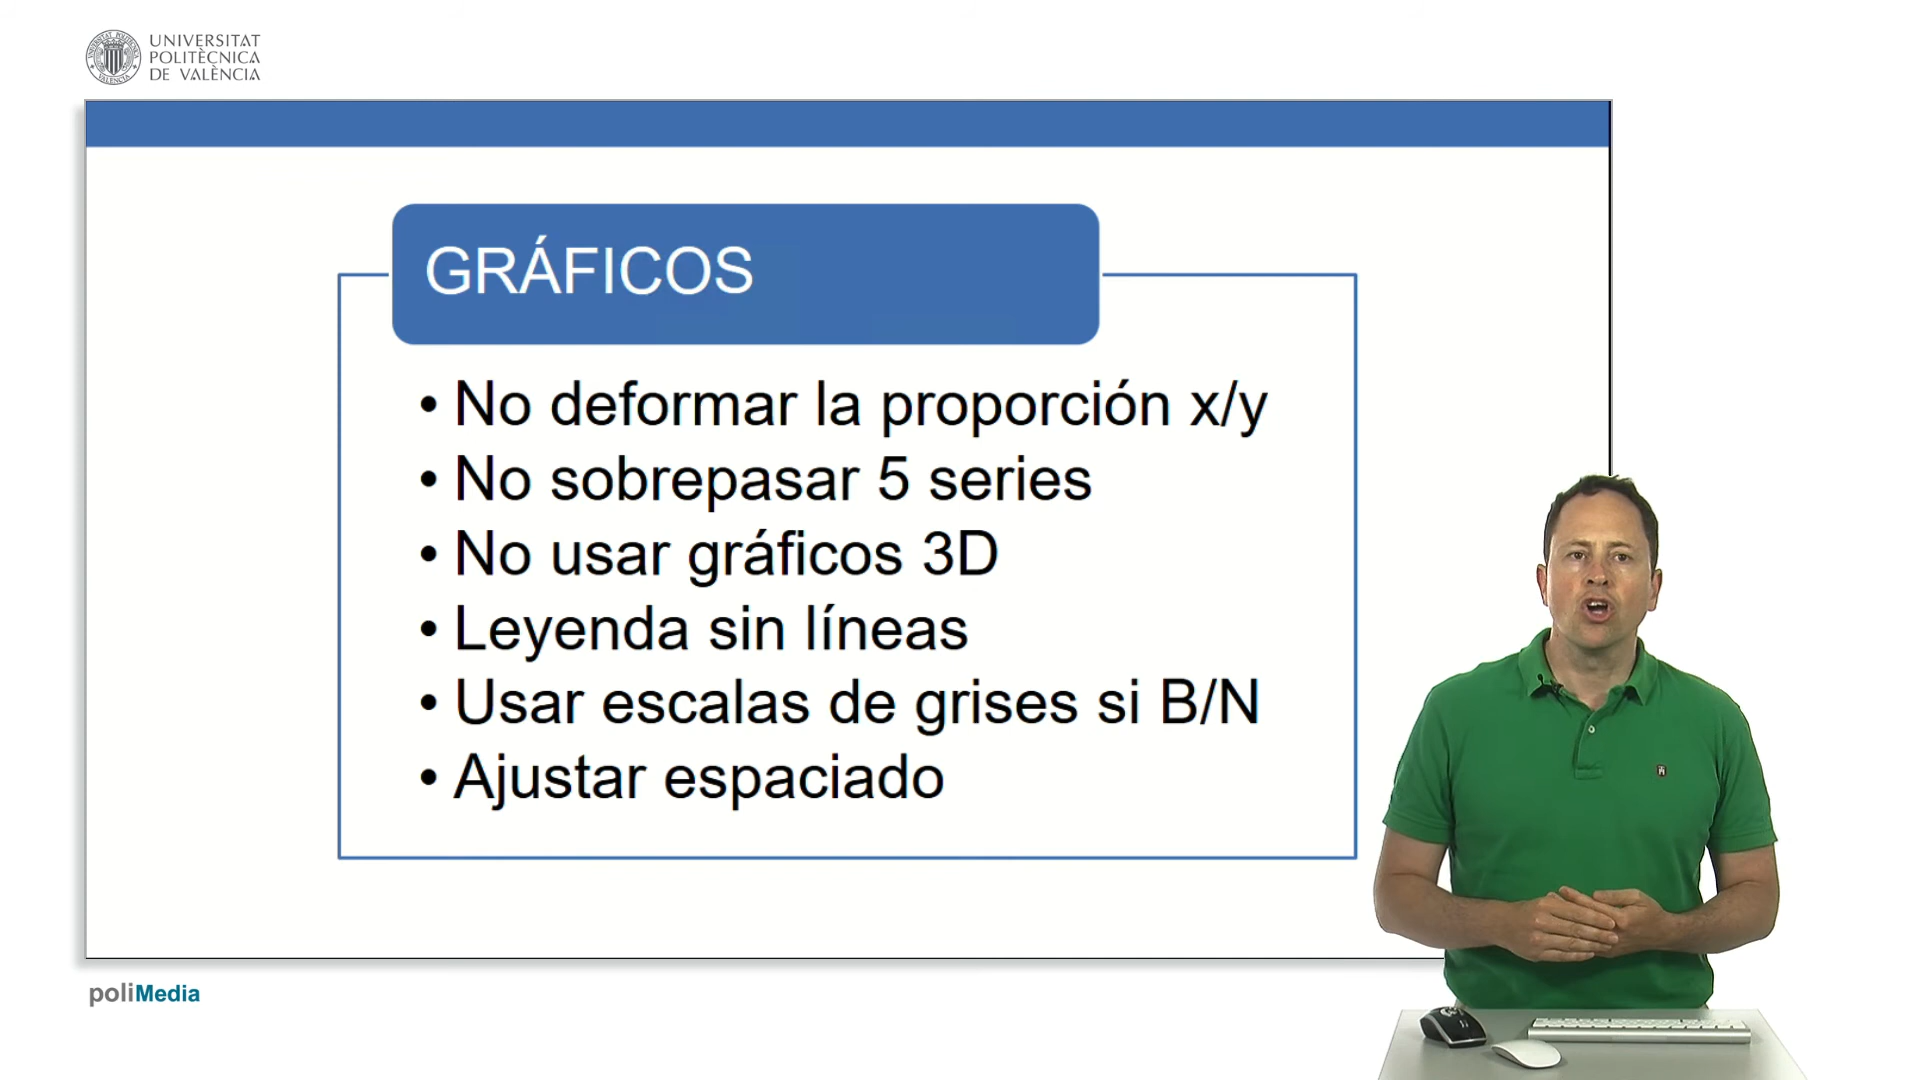 UNIVERSITAT
POLITÈCNICA
DE VALÈNCIA
GRÁFICOS
• No deformar la proporción x/y
• No sobrepasar 5 series
• No usar gráficos 3D
• Leyenda sin líneas
• Usar escalas de grises si B/N
• Ajustar espaciado
poliMedia